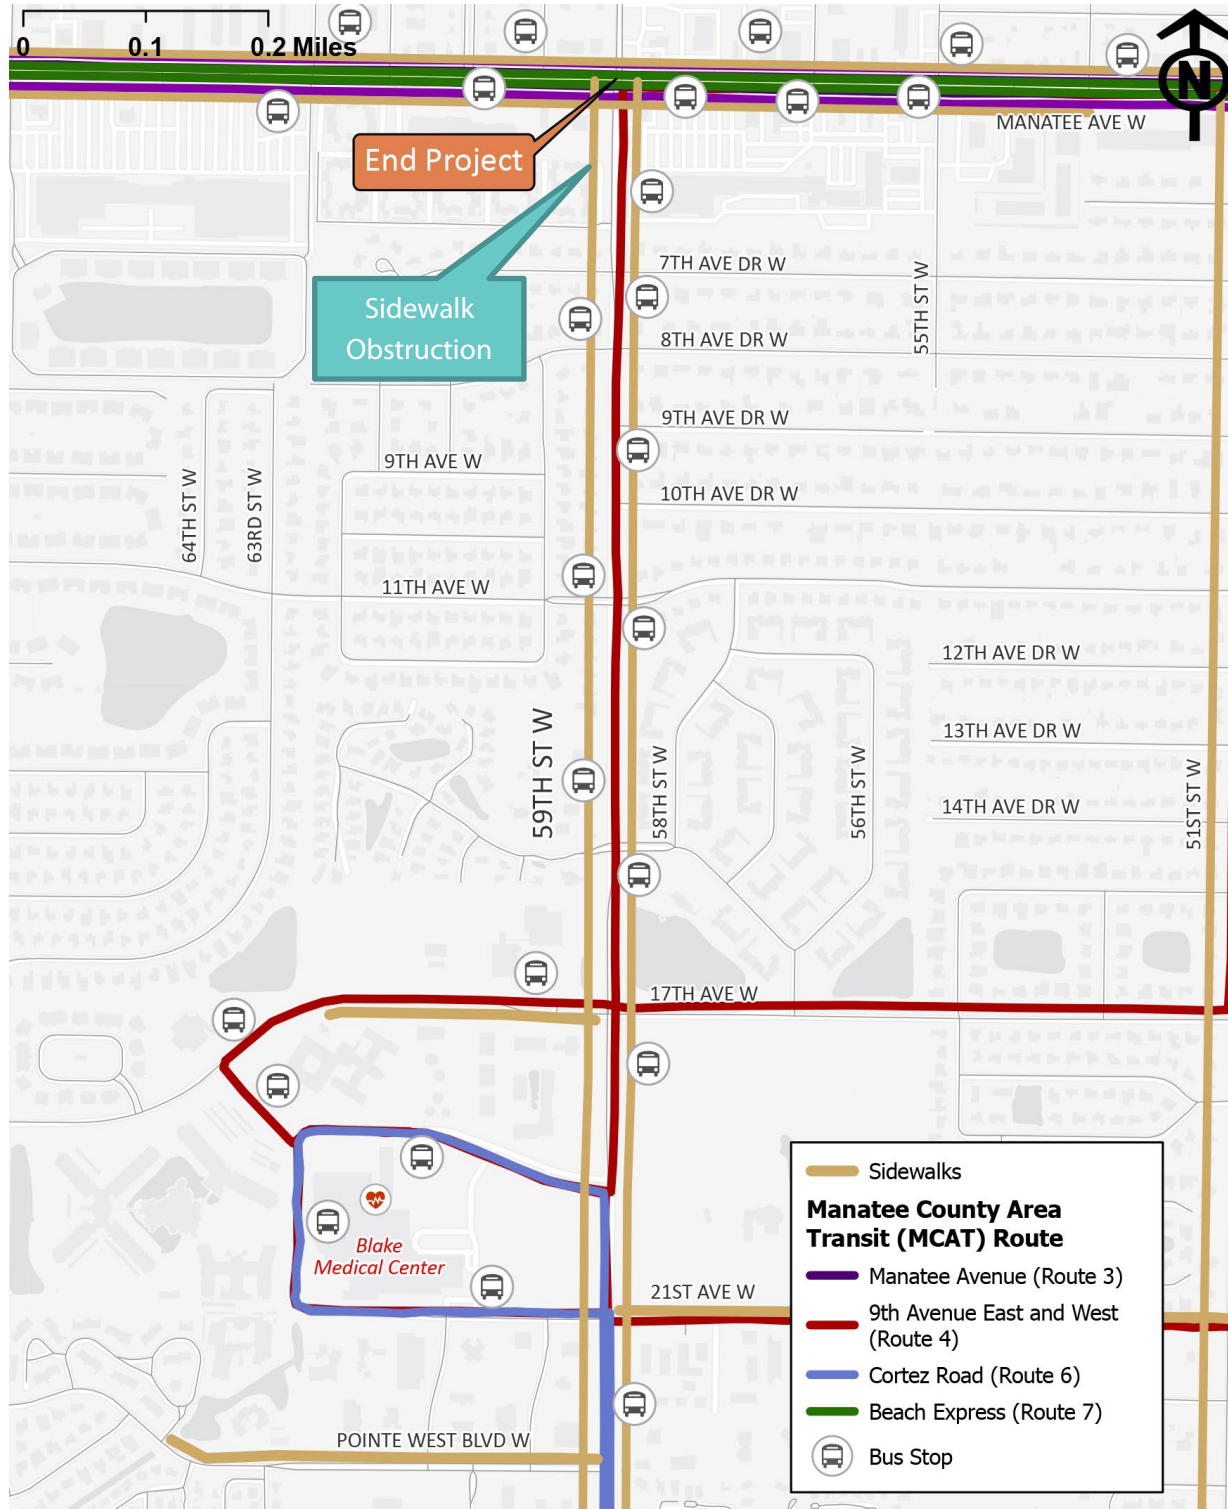 0 0.1 0.2 Miles
N
MANATEE AVE W
End Project
Sidewalk
Obstruction
7TH AVE DR W
55TH ST W
8TH AVE DR W
9TH AVE DR W
9TH AVE W
64TH ST W
63RD ST W
10TH AVE DR W
11TH AVE W
12TH AVE DR W
59TH ST W
13TH AVE DR W
58TH ST W
56TH ST W
51ST ST W
14TH AVE DR W
17TH AVE W
Blake
Medical Center
21ST AVE W
POINTE WEST BLVD W
Sidewalks
Manatee County Area
Transit (MCAT) Route
Manatee Avenue (Route 3)
9th Avenue East and West
(Route 4)
Cortez Road (Route 6)
Beach Express (Route 7)
Bus Stop